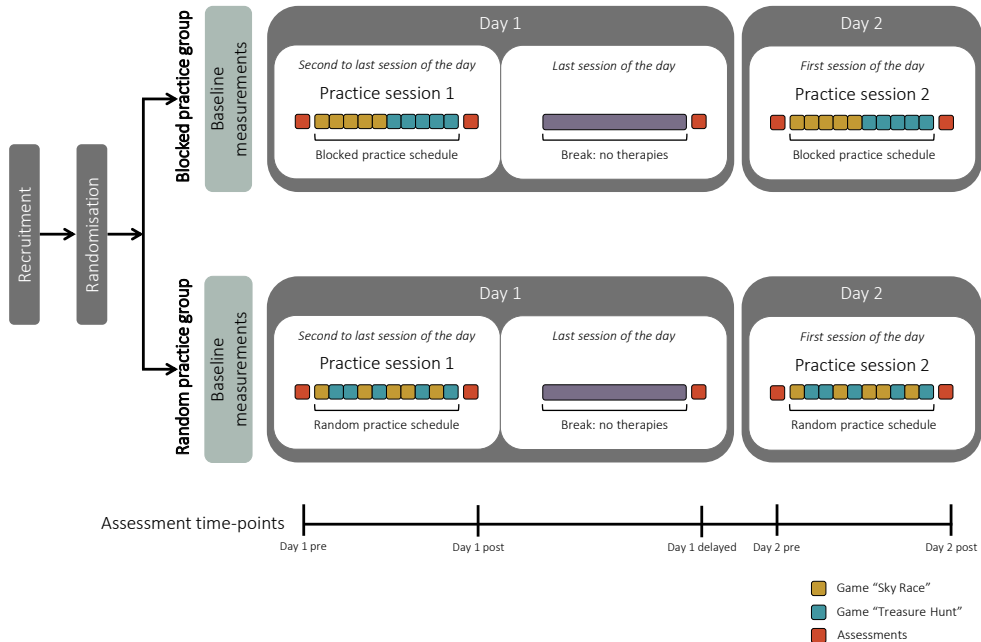 Recruitment
Randomisation
Blocked practice group
Baseline
measurements
Day 1
Second to last session of the day
Practice session 1
Blocked practice schedule
Last session of the day
Break: no therapies
Day 2
First session of the day
Practice session 2
Blocked practice schedule
Random practice group
Baseline
measurements
Day 1
Second to last session of the day
Practice session 1
Random practice schedule
Last session of the day
Break: no therapies
Day 2
First session of the day
Practice session 2
Random practice schedule
Assessment time-points
Day 1 pre
Day 1 post
Day 1 delayed
Day 2 pre
Day 2 post
Game “Sky Race”
Game “Treasure Hunt”
Assessments